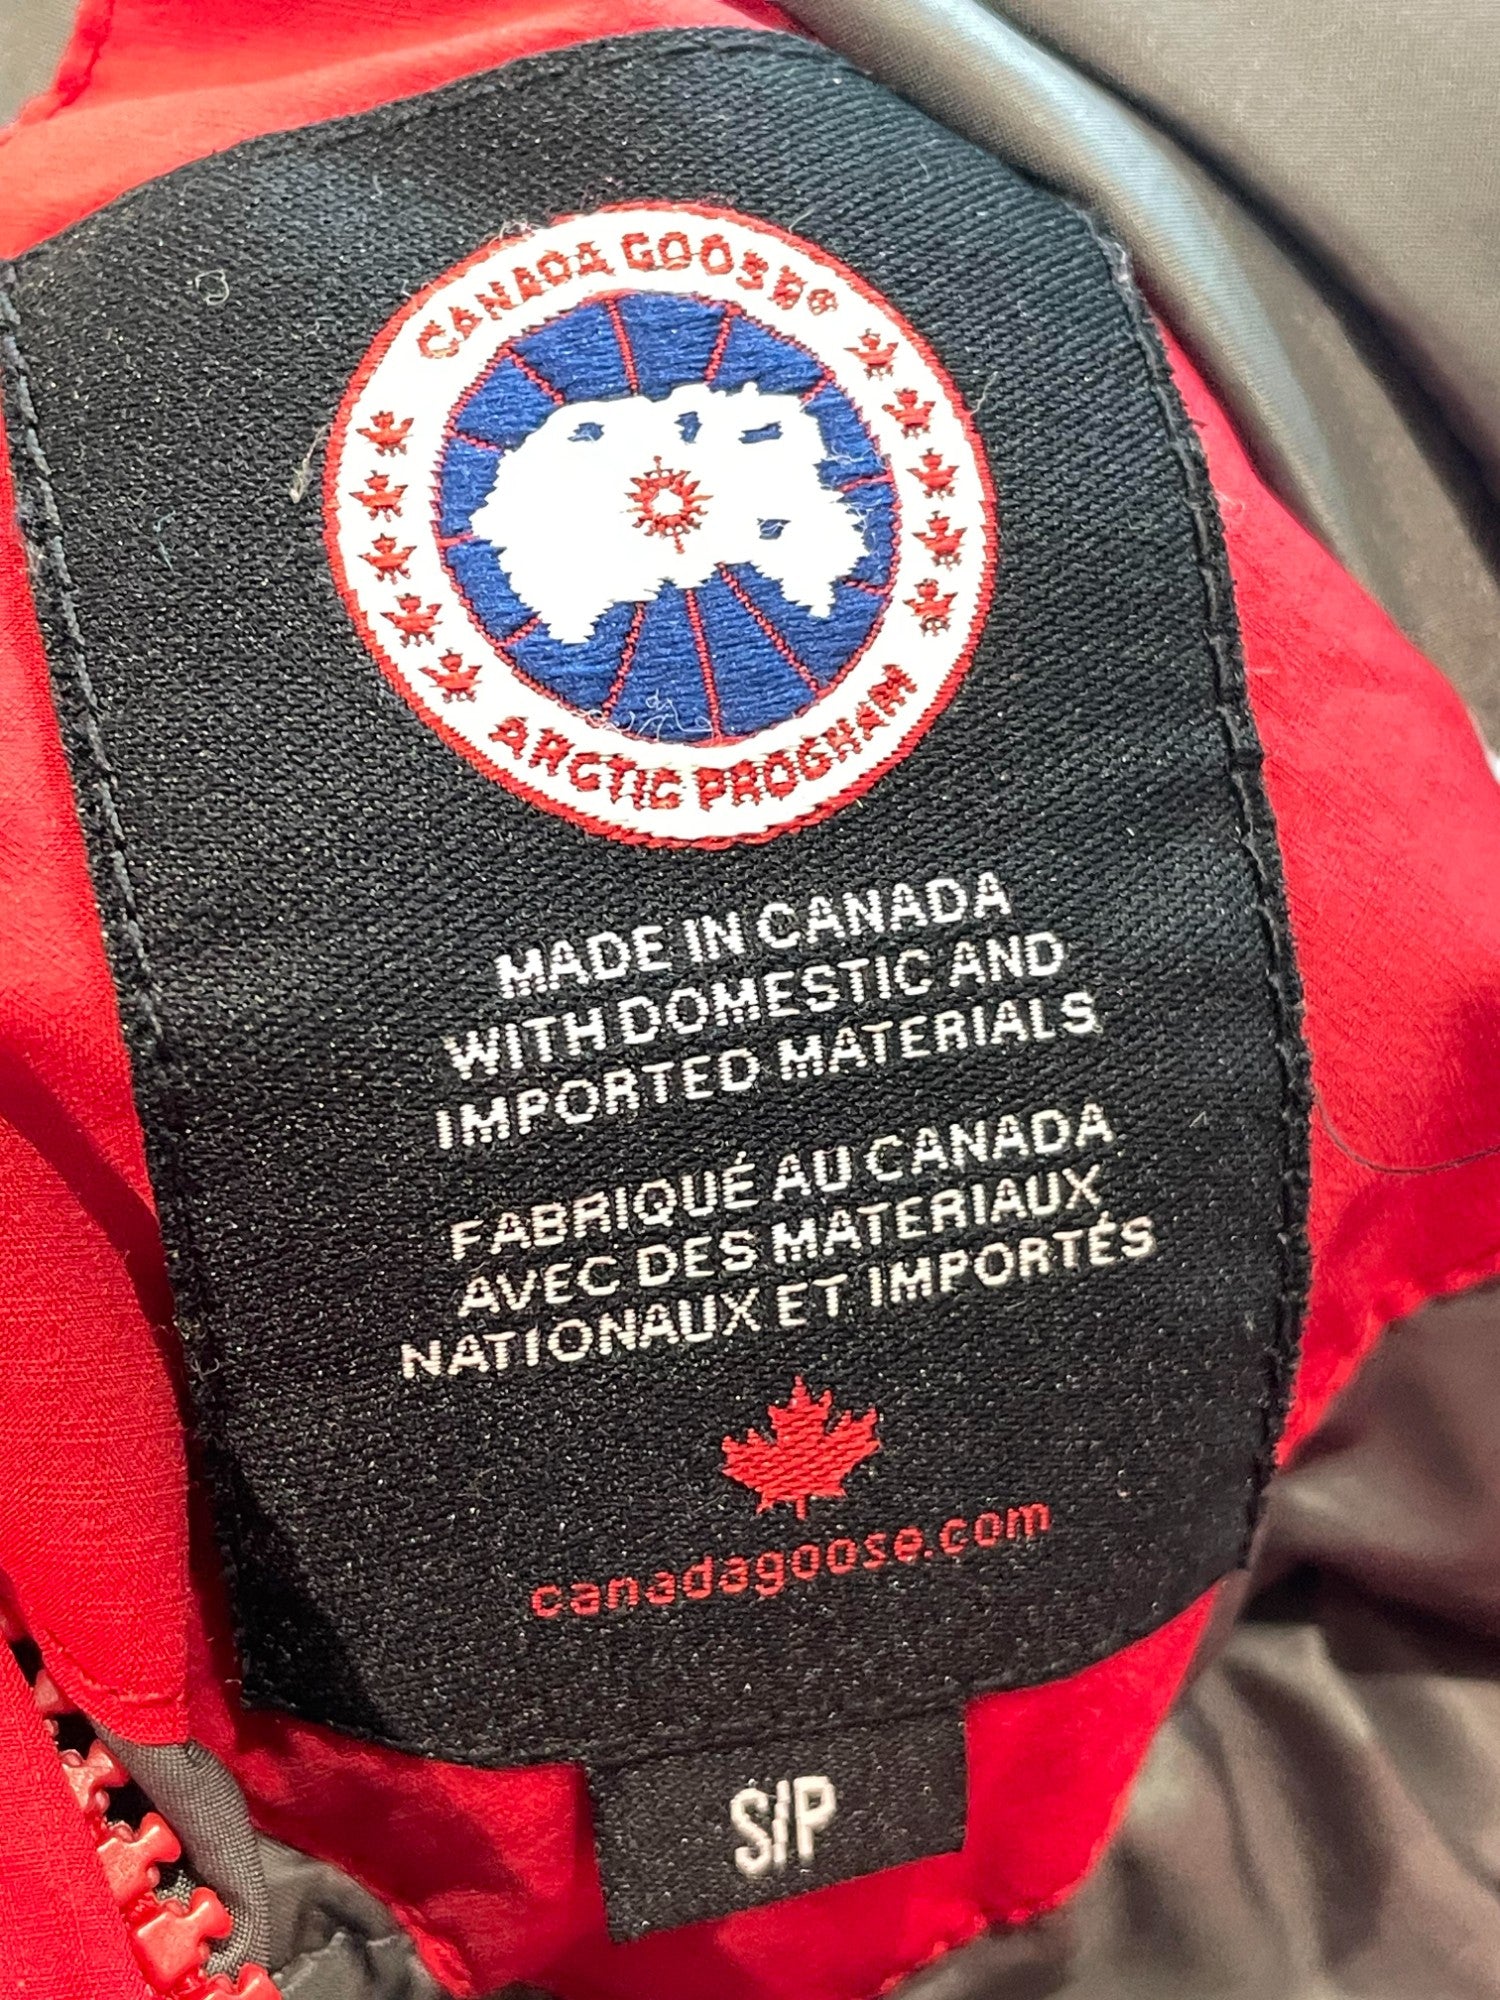 CANADA GOOSE®
ARCTIC PROGRAM
MADE IN CANADA
WITH DOMESTIC AND
IMPORTED MATERIALS
FABRIQUÉ AU CANADA
AVEC DES MATERIAUX
NATIONAUX ET IMPORTÉS
canadagoose.com
S/P